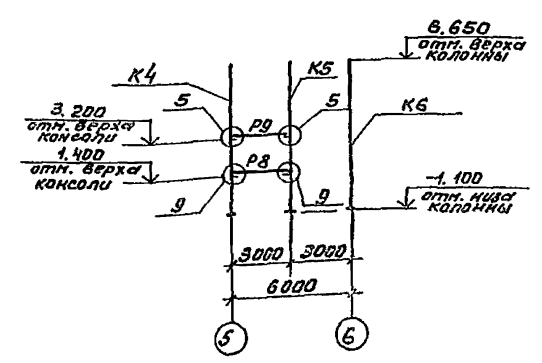 8.650
отм. верха
колонны
К4
К5
5
Р9
5
К6
3.200
отм. верха
консоли
1.400
отм. верха
консоли
Р8
9
9
-1.100
отм. низа
колонны
3000
3000
6000
5
6